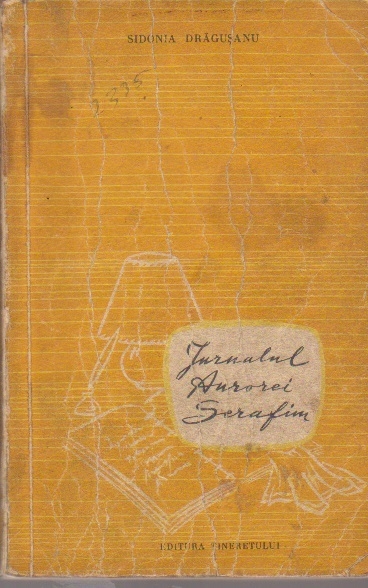 SIDONIA DRĂGUȘANU
2335
Jurnalul
Aurorei
Serafim
EDITURA TINERETULUI